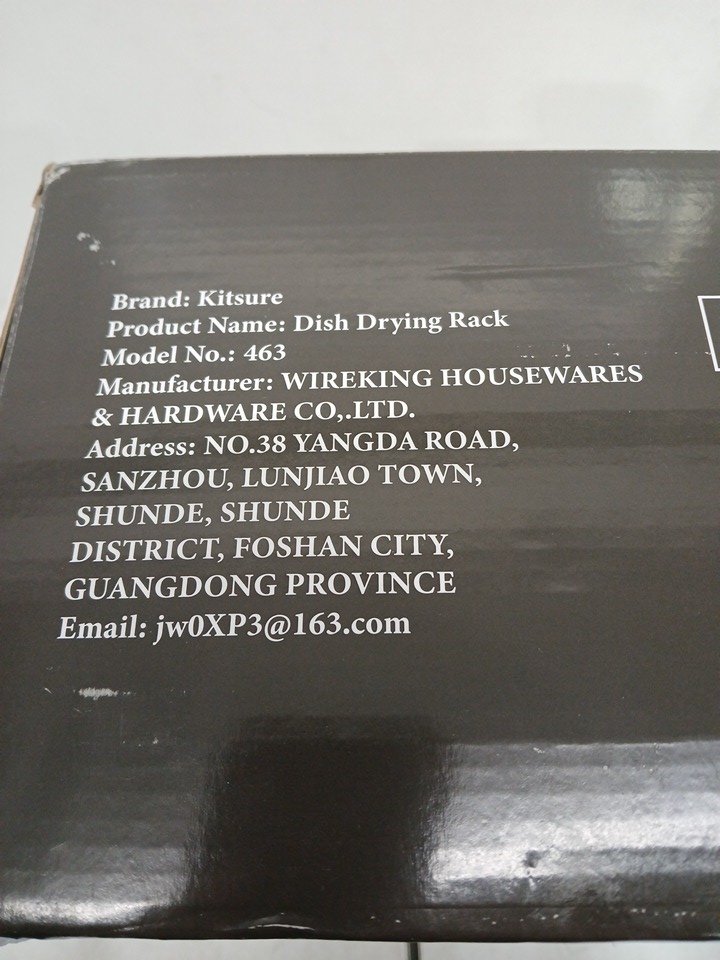 Brand: Kitsure
Product Name: Dish Drying Rack
Model No.: 463
Manufacturer: WIREKING HOUSEWARES
& HARDWARE CO,.LTD.
Address: NO.38 YANGDA ROAD,
SANZHOU, LUNJIAO TOWN,
SHUNDE, SHUNDE
DISTRICT, FOSHAN CITY,
GUANGDONG PROVINCE
Email: jw0XP3@163.com